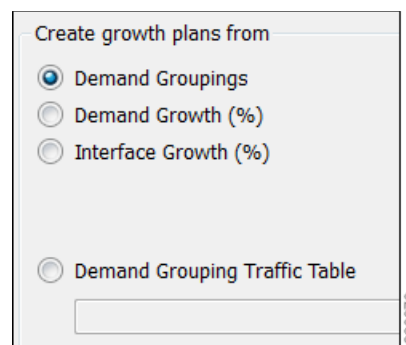 Create growth plans from
Demand Groupings
Demand Growth (%)
Interface Growth (%)
Demand Grouping Traffic Table